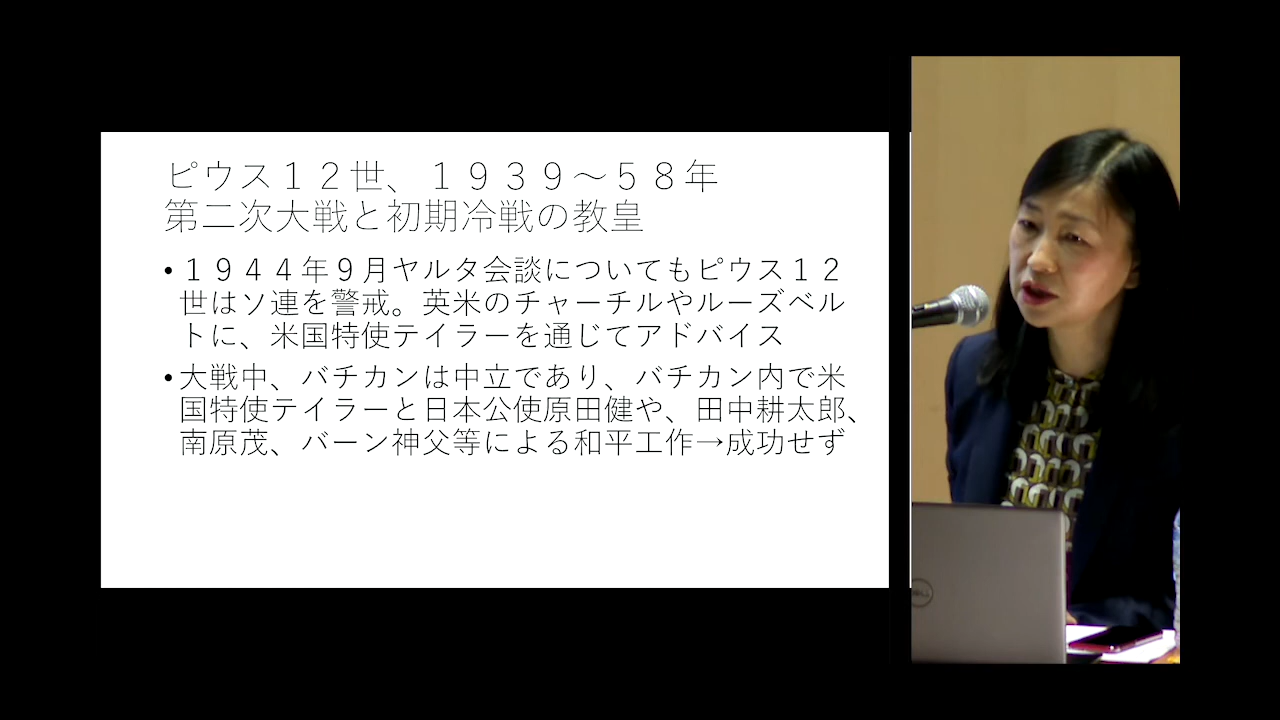 ピウス１２世、１９３９～５８年
第二次大戦と初期冷戦の教皇
•１９４４年９月ヤルタ会談についてもピウス１２
世はソ連を警戒。英米のチャーチルやルーズベル
トに、米国特使テイラーを通じてアドバイス
•大戦中、バチカンは中立であり、バチカン内で米
国特使テイラーと日本公使原田健や、田中耕太郎、
南原茂、バーン神父等による和平工作→成功せず
DELL